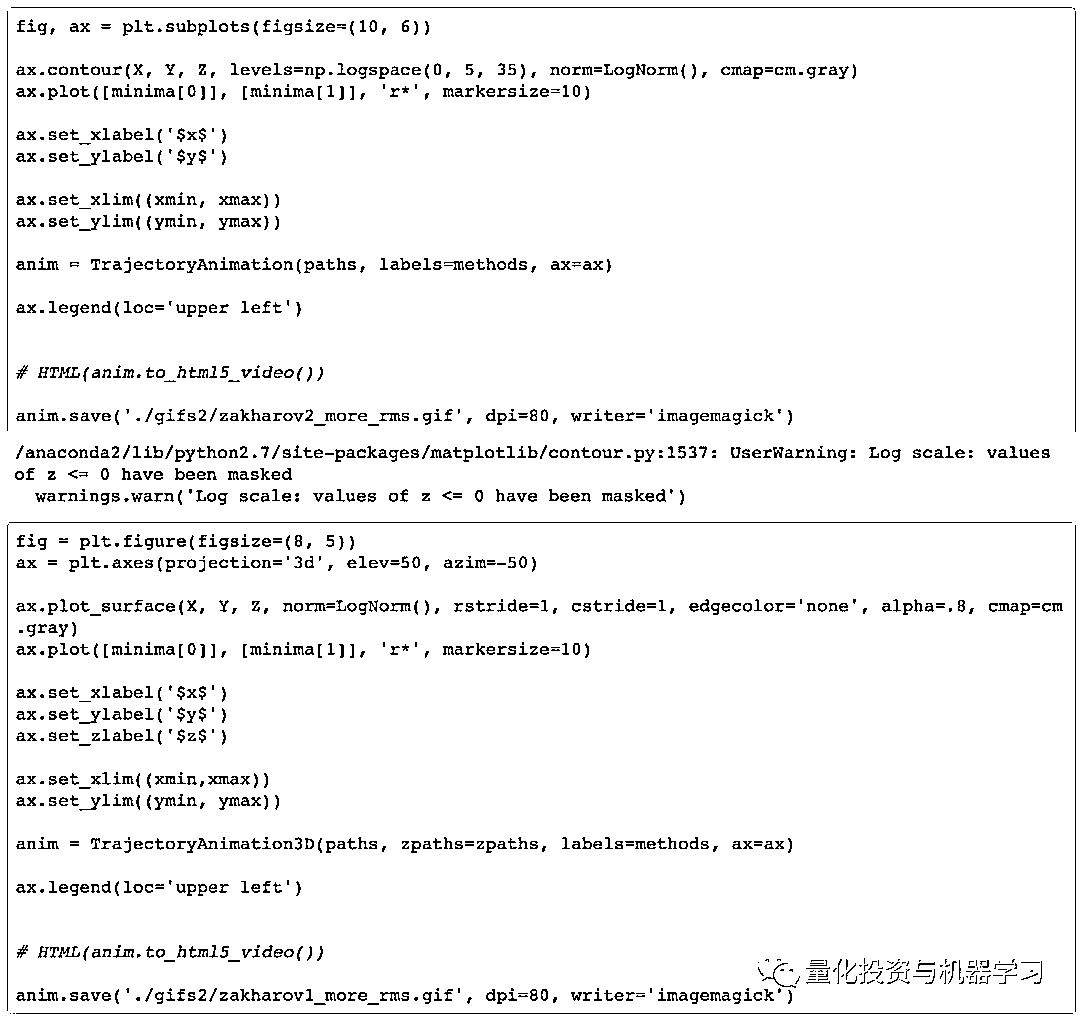 fig, ax = plt.subplots(figsize=(10, 6))
ax.contour(X, Y, Z, levels=np.logspace(0, 5, 35), norm=LogNorm(), cmap=cm.gray)
ax.plot([minima[0]], [minima[1]], 'r*', markersize=10)
ax.set_xlabel('$x$')
ax.set_ylabel('$y$')
ax.set_xlim((xmin, xmax))
ax.set_ylim((ymin, ymax))
anim = TrajectoryAnimation(paths, labels=methods, ax=ax)
ax.legend(loc='upper left')
# HTML(anim.to_html5_video())
anim.save('./gifs2/zakharov2_more_rms.gif', dpi=80, writer='imagemagick')
/anaconda2/lib/python2.7/site-packages/matplotlib/contour.py:1537: UserWarning: Log scale: values
of z <= 0 have been masked
warnings.warn('Log scale: values of z <= 0 have been masked')
fig = plt.figure(figsize=(8, 5))
ax = plt.axes(projection='3d', elev=50, azim=-50)
ax.plot_surface(X, Y, Z, norm=LogNorm(), rstride=1, cstride=1, edgecolor='none', alpha=.8, cmap=cm
.gray)
ax.plot([minima[0]], [minima[1]], 'r*', markersize=10)
ax.set_xlabel('$x$')
ax.set_ylabel('$y$')
ax.set_zlabel('$z$')
ax.set_xlim((xmin,xmax))
ax.set_ylim((ymin, ymax))
anim = TrajectoryAnimation3D(paths, zpaths=zpaths, labels=methods, ax=ax)
ax.legend(loc='upper left')
# HTML(anim.to_html5_video())
量化投资与机器学习
anim.save('./gifs2/zakharov1_more_rms.gif', dpi=80, writer='imagemagick')